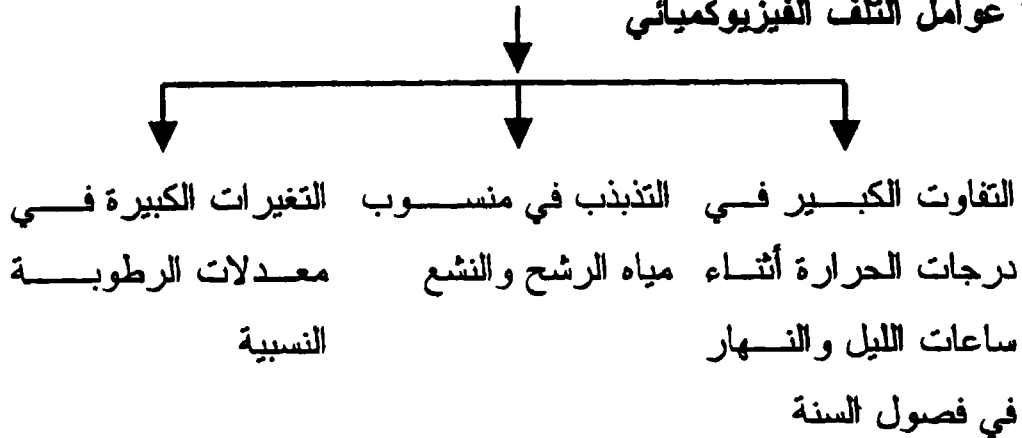 عوامل التلف الفيزيوكميائي
التفاوت الكبير في
درجات الحرارة أثناء
ساعات الليل والنهار
في فصول السنة
التذبذب في منسوب
مياه الرشح والنشع
التغيرات الكبيرة في
معدلات الرطوبة
النسبية